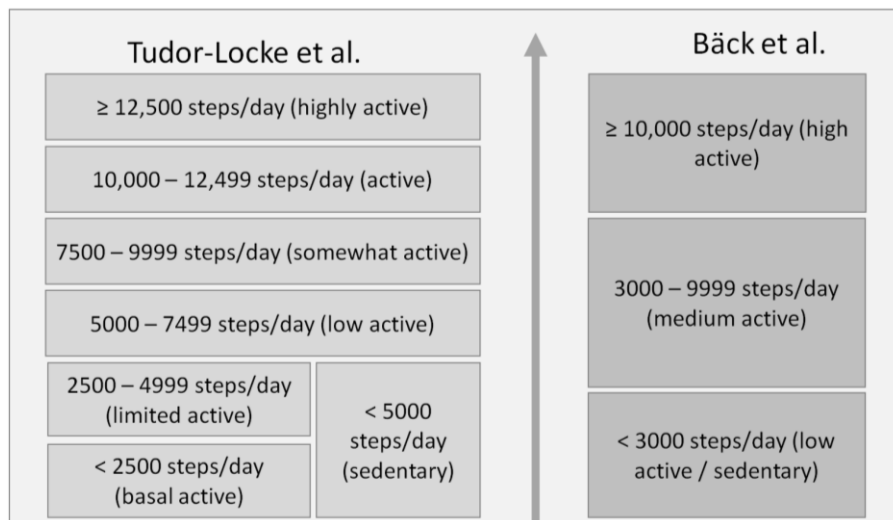 Tudor-Locke et al.
≥ 12,500 steps/day (highly active)
10,000 – 12,499 steps/day (active)
7500 – 9999 steps/day (somewhat active)
5000 – 7499 steps/day (low active)
2500 – 4999 steps/day
(limited active)
< 2500 steps/day
(basal active)
< 5000
steps/day
(sedentary)
Bäck et al.
≥ 10,000 steps/day (high
active)
3000 – 9999 steps/day
(medium active)
< 3000 steps/day (low
active / sedentary)